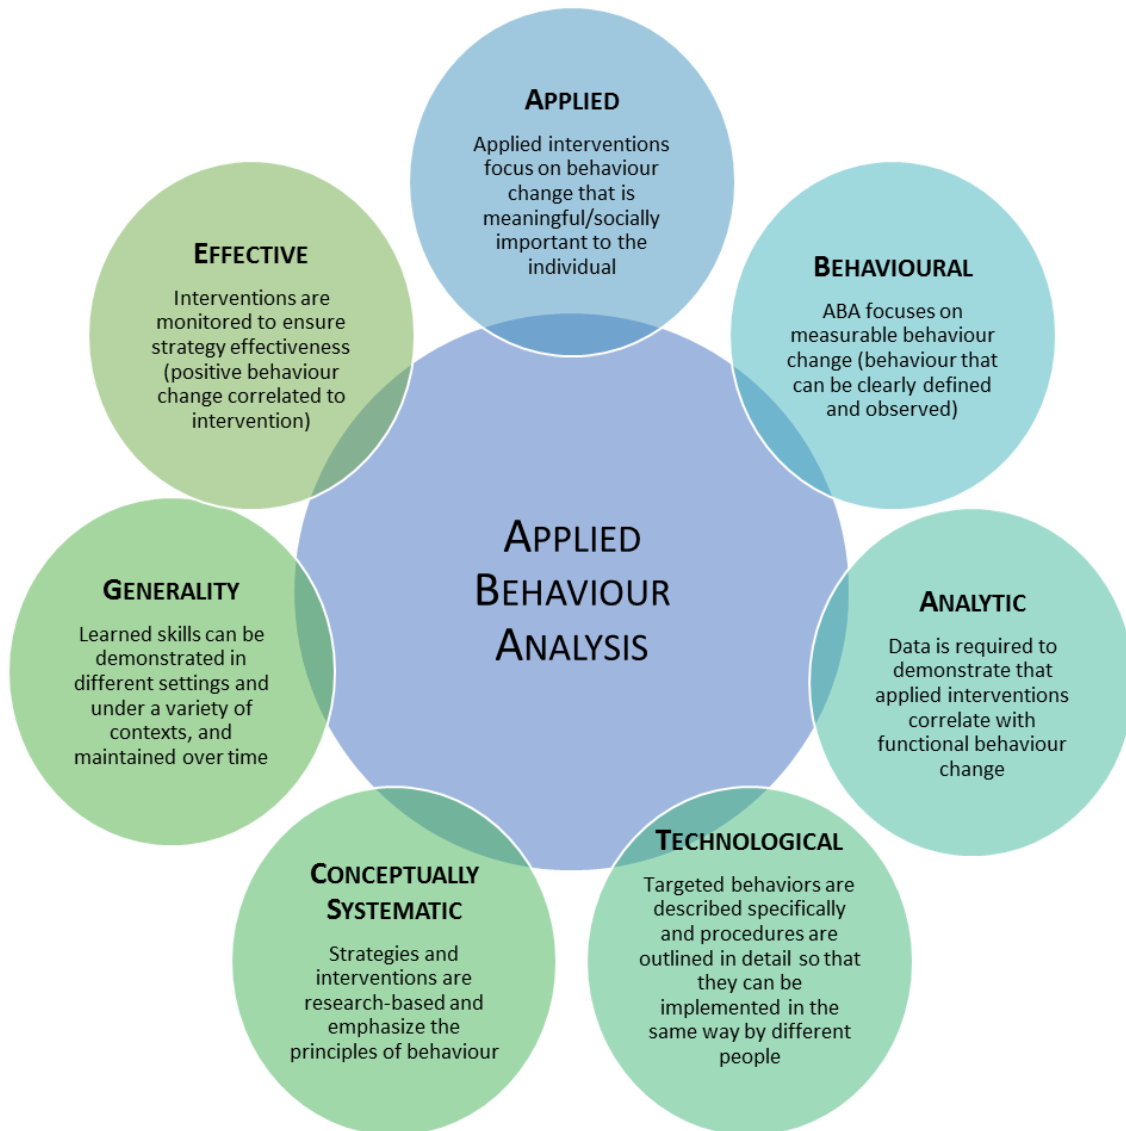 APPLIED
Applied interventions
focus on behaviour
change that is
meaningful/socially
important to the
individual
BEHAVIOURAL
ABA focuses on
measurable behaviour
change (behaviour that
can be clearly defined
and observed)
ANALYTIC
Data is required to
demonstrate that
applied interventions
correlate with
functional behaviour
change
TECHNOLOGICAL
Targeted behaviors are
described specifically
and procedures are
outlined in detail so that
they can be
implemented in the
same way by different
people
CONCEPTUALLY
SYSTEMATIC
Strategies and
interventions are
research-based and
emphasize the
principles of behaviour
GENERALITY
Learned skills can be
demonstrated in
different settings and
under a variety of
contexts, and
maintained over time
EFFECTIVE
Interventions are
monitored to ensure
strategy effectiveness
(positive behaviour
change correlated to
intervention)
APPLIED
BEHAVIOUR
ANALYSIS